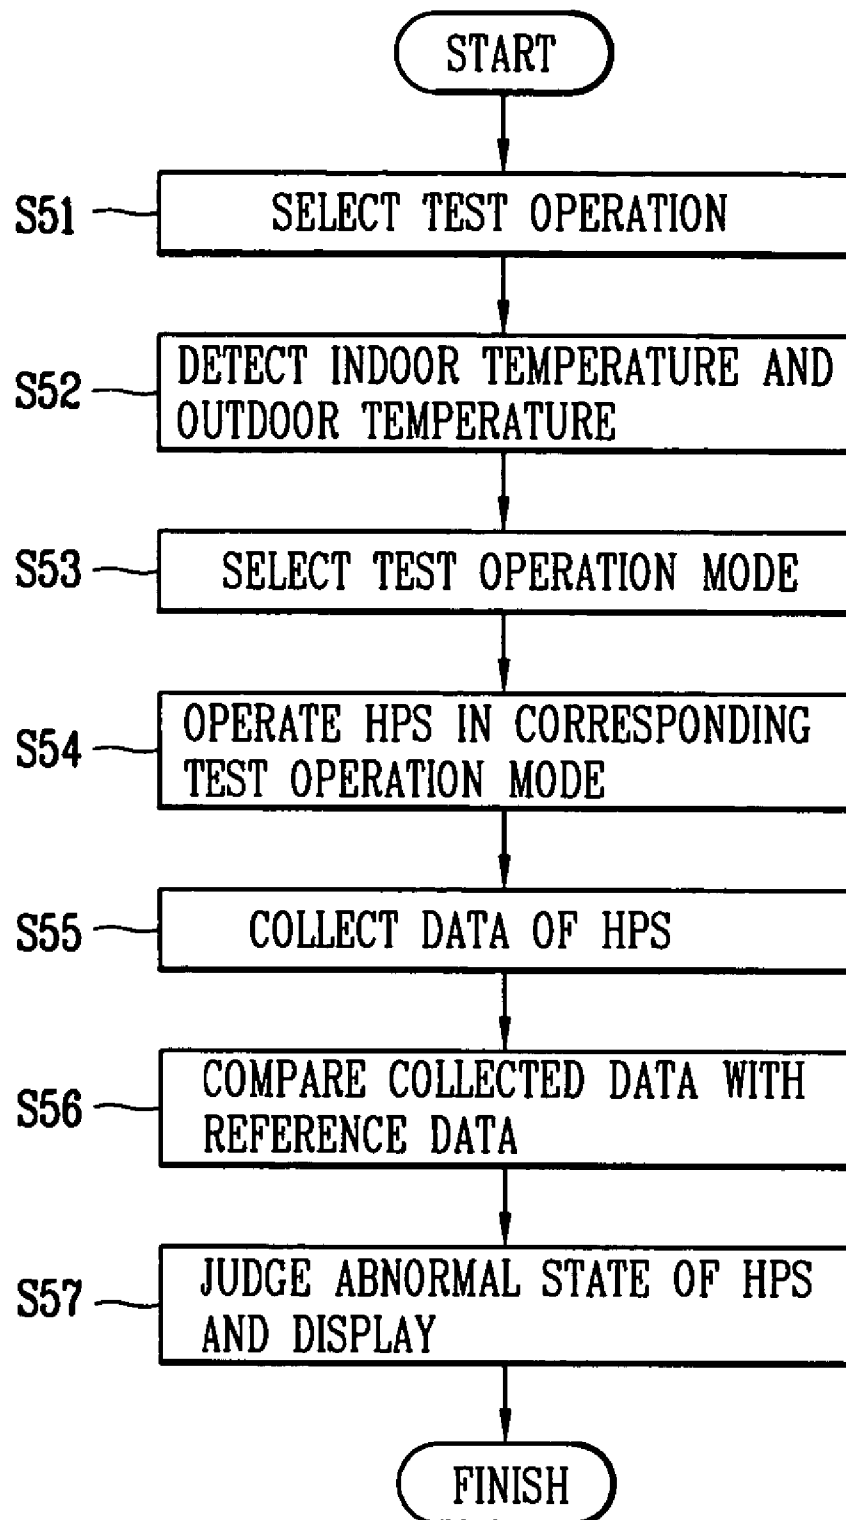 START
S51
SELECT TEST OPERATION
S52
DETECT INDOOR TEMPERATURE AND
OUTDOOR TEMPERATURE
S53
SELECT TEST OPERATION MODE
S54
OPERATE HPS IN CORRESPONDING
TEST OPERATION MODE
S55
COLLECT DATA OF HPS
S56
COMPARE COLLECTED DATA WITH
REFERENCE DATA
S57
JUDGE ABNORMAL STATE OF HPS
AND DISPLAY
FINISH